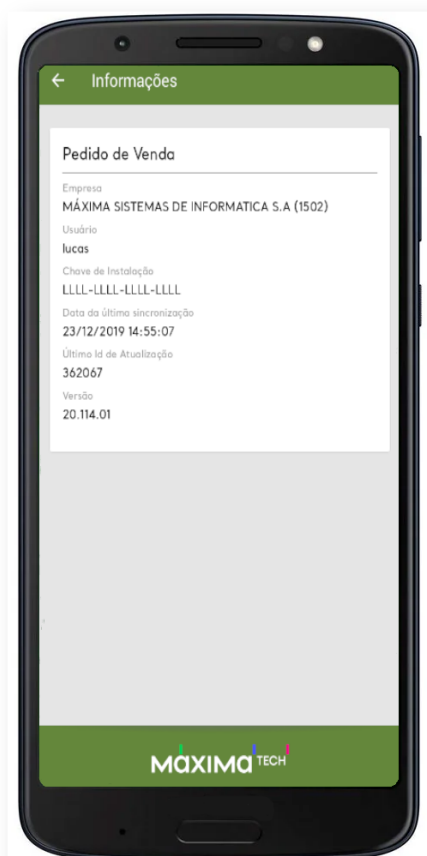 Informações
Pedido de Venda
Empresa
MÁXIMA SISTEMAS DE INFORMATICA S.A (1502)
Usuário
lucas
Chave de Instalação
LLLL-LLLL-LLLL-LLLL
Data da última sincronização
23/12/2019 14:55:07
Último Id de Atualização
362067
Versão
20.114.01
MáxIMA TECH